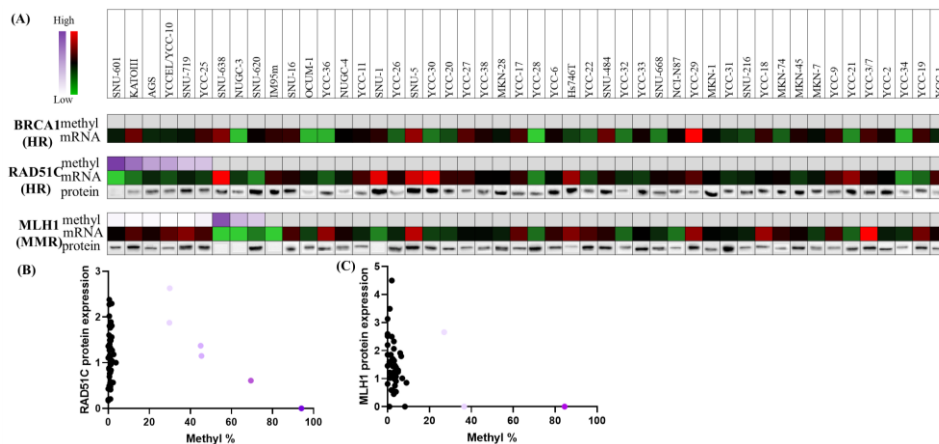 (A)
High
Low
SNU-601
KATOIII
AGS
YCCEL/YCC-10
SNU-719
YCC-25
SNU-638
NUGC-3
SNU-620
IM95m
SNU-16
OCUM-1
YCC-36
NUGC-4
YCC-11
SNU-1
YCC-26
SNU-5
YCC-30
YCC-20
YCC-27
YCC-38
MKN-28
YCC-17
YCC-28
YCC-6
Hs746T
YCC-22
SNU-484
YCC-32
YCC-33
SNU-668
NCI-N87
YCC-29
MKN-1
YCC-31
SNU-216
YCC-18
MKN-74
MKN-45
MKN-7
YCC-9
YCC-21
YCC-3/7
YCC-2
YCC-34
YCC-19
BRCA1 methyl
(HR) mRNA
RAD51C methyl
(HR) mRNA
protein
MLH1 methyl
(MMR) mRNA
protein
(B)
RAD51C protein expression
3
2
1
0
0 20 40 60 80 100
Methyl %
(C)
MLH1 protein expression
5
4
3
2
1
0
0 20 40 60 80 100
Methyl %